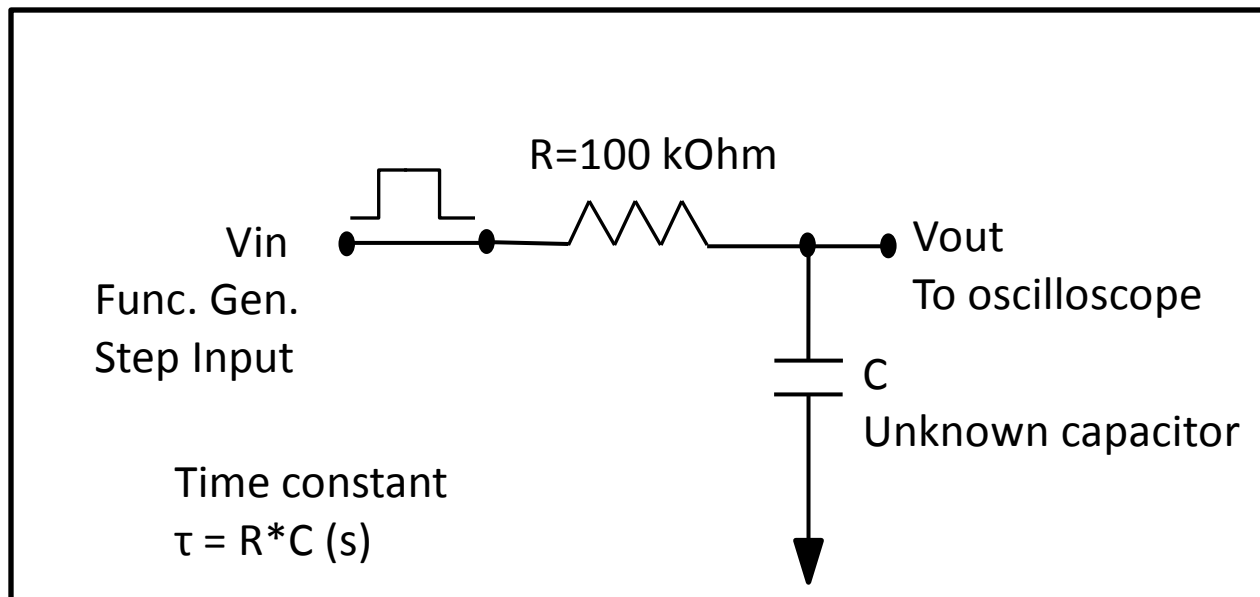 R=100 kOhm
Vin
Func. Gen.
Step Input
Vout
To oscilloscope
C
Unknown capacitor
Time constant
τ = R*C (s)